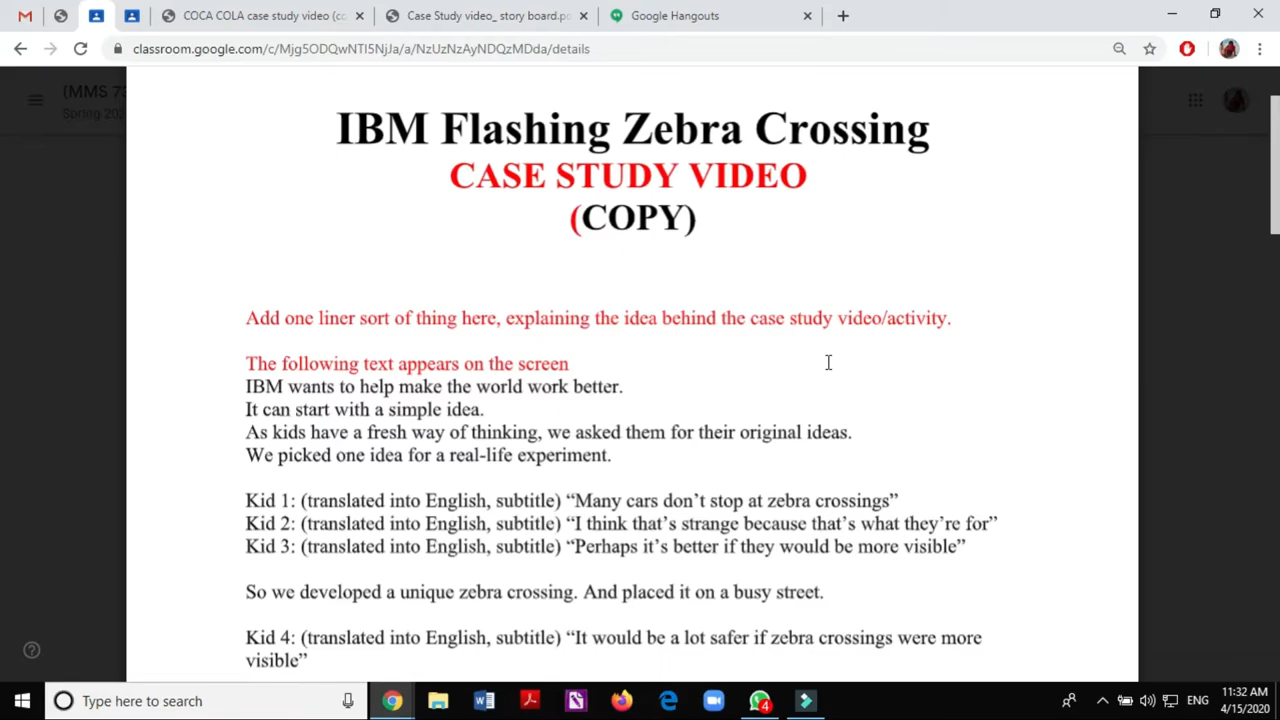 COCA COLA case study video (co
Case Study video_ story board.po
Google Hangouts
classroom.google.com/c/Mjg5ODQwNTI5NjJa/a/NzUzNzAyNDQzMDda/details
(MMS 73
Spring 202
IBM Flashing Zebra Crossing
CASE STUDY VIDEO
(COPY)
Add one liner sort of thing here, explaining the idea behind the case study video/activity.
The following text appears on the screen
IBM wants to help make the world work better.
It can start with a simple idea.
As kids have a fresh way of thinking, we asked them for their original ideas.
We picked one idea for a real-life experiment.
Kid 1: (translated into English, subtitle) “Many cars don’t stop at zebra crossings”
Kid 2: (translated into English, subtitle) “I think that’s strange because that’s what they’re for”
Kid 3: (translated into English, subtitle) “Perhaps it’s better if they would be more visible”
So we developed a unique zebra crossing. And placed it on a busy street.
Kid 4: (translated into English, subtitle) “It would be a lot safer if zebra crossings were more
visible”
Type here to search
4
ENG
11:32 AM
4/15/2020